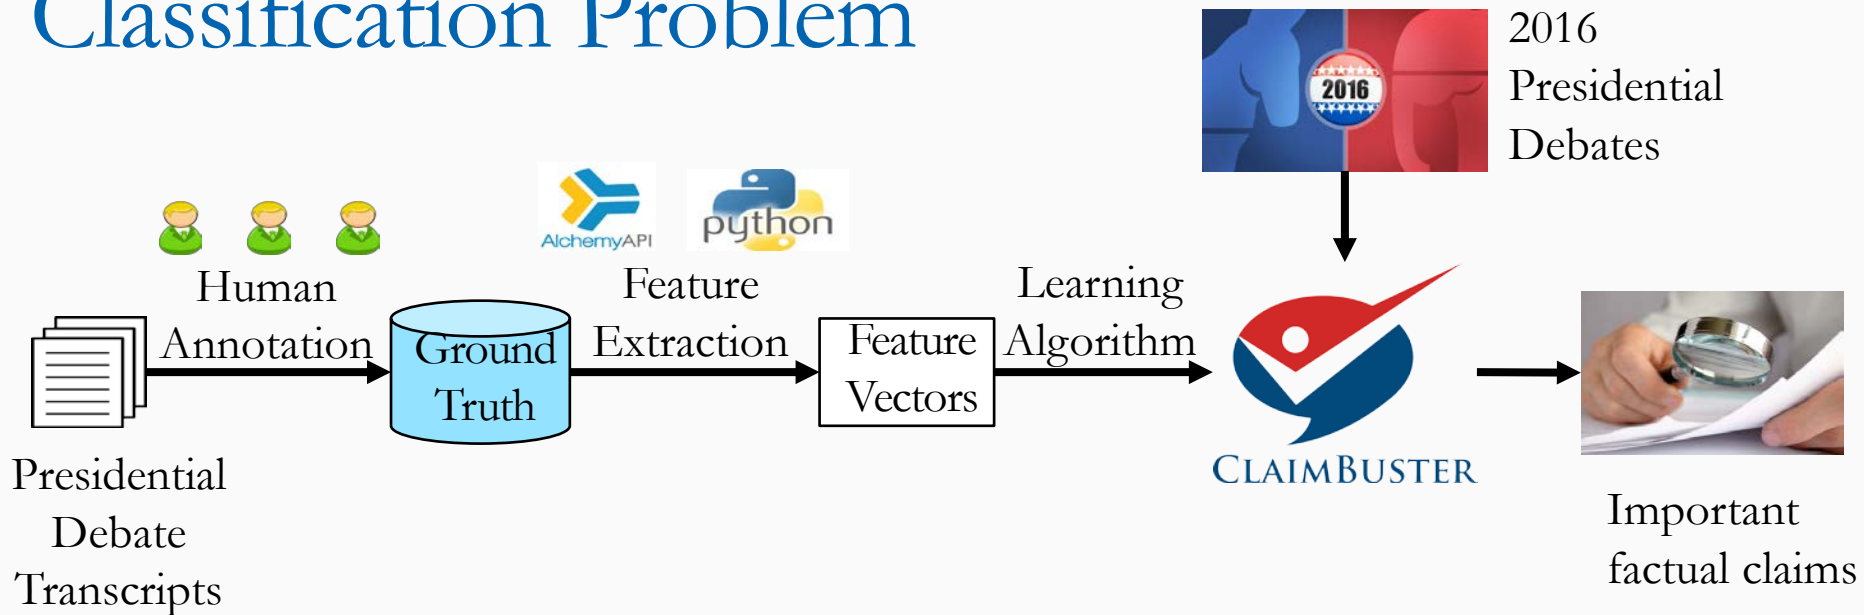 Classification Problem
2016
2016
Presidential
Debates
AlchemyAPI
python
Human
Annotation
Ground
Truth
Feature
Extraction
Feature
Vectors
Learning
Algorithm
CLAIMBUSTER
Presidential
Debate
Transcripts
Important
factual claims